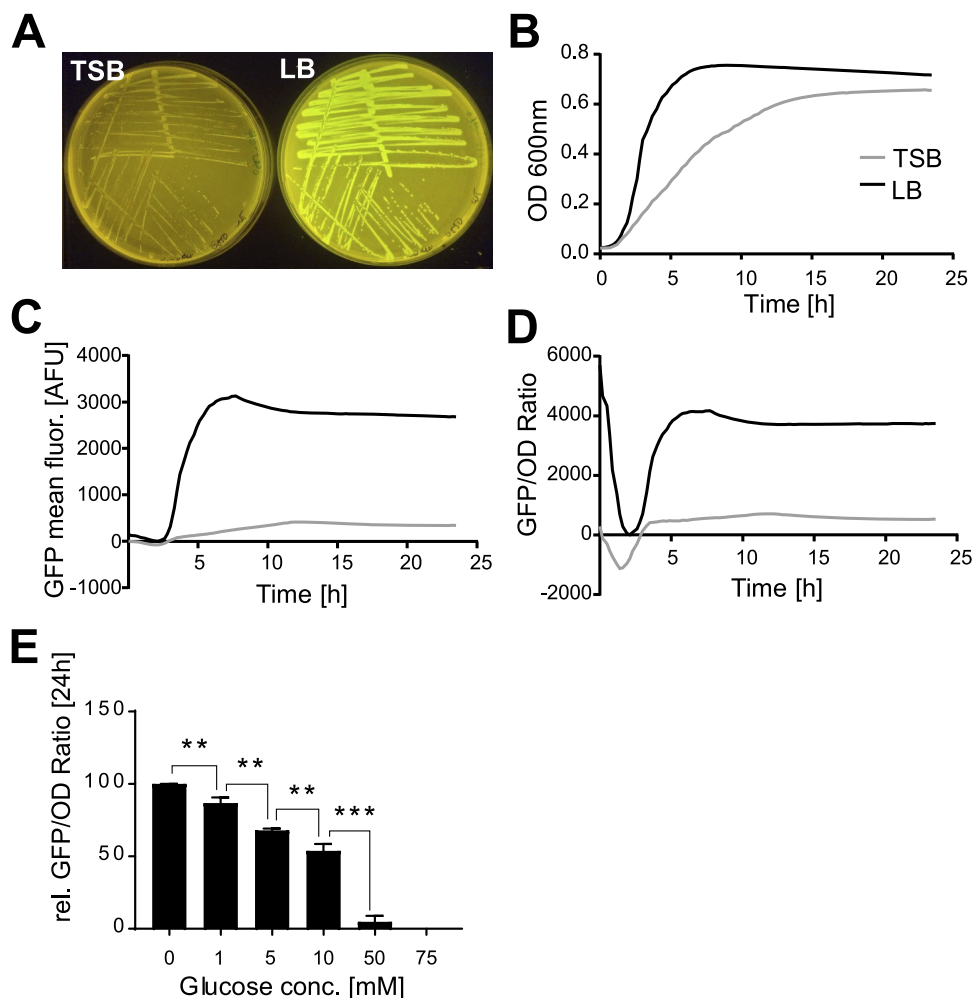 A
TSB
LB
B
0.8
0.6
0.4
0.2
0.0
OD 600nm
TSB
LB
0
5
10
15
20
25
Time [h]
C
4000
3000
2000
1000
0
-1000
GFP mean fluor. [AFU]
5
10
15
20
25
Time [h]
D
6000
4000
2000
0
-2000
GFP/OD Ratio
5
10
15
20
25
Time [h]
E
150
100
50
0
rel. GFP/OD Ratio [24h]
**
**
**
***
0
1
5
10
50
75
Glucose conc. [mM]